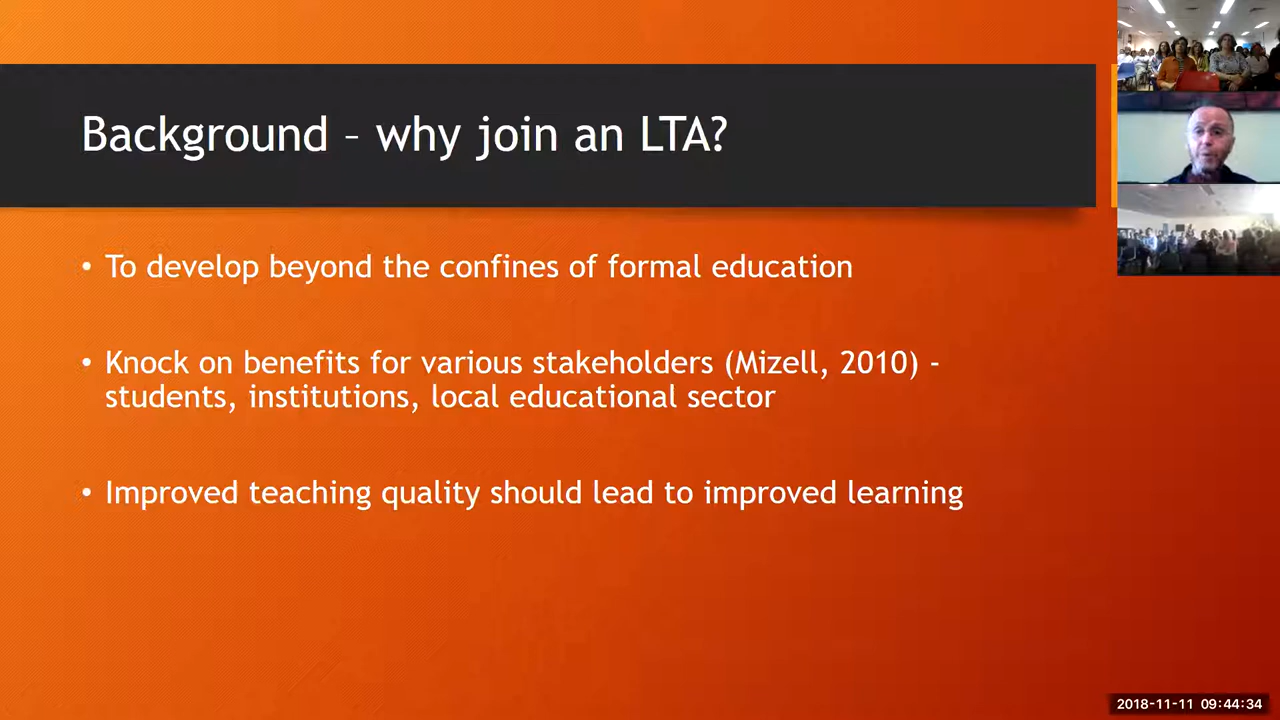 Background – why join an LTA?
• To develop beyond the confines of formal education
• Knock on benefits for various stakeholders (Mizell, 2010) -
students, institutions, local educational sector
• Improved teaching quality should lead to improved learning
2018-11-11 09:44:34